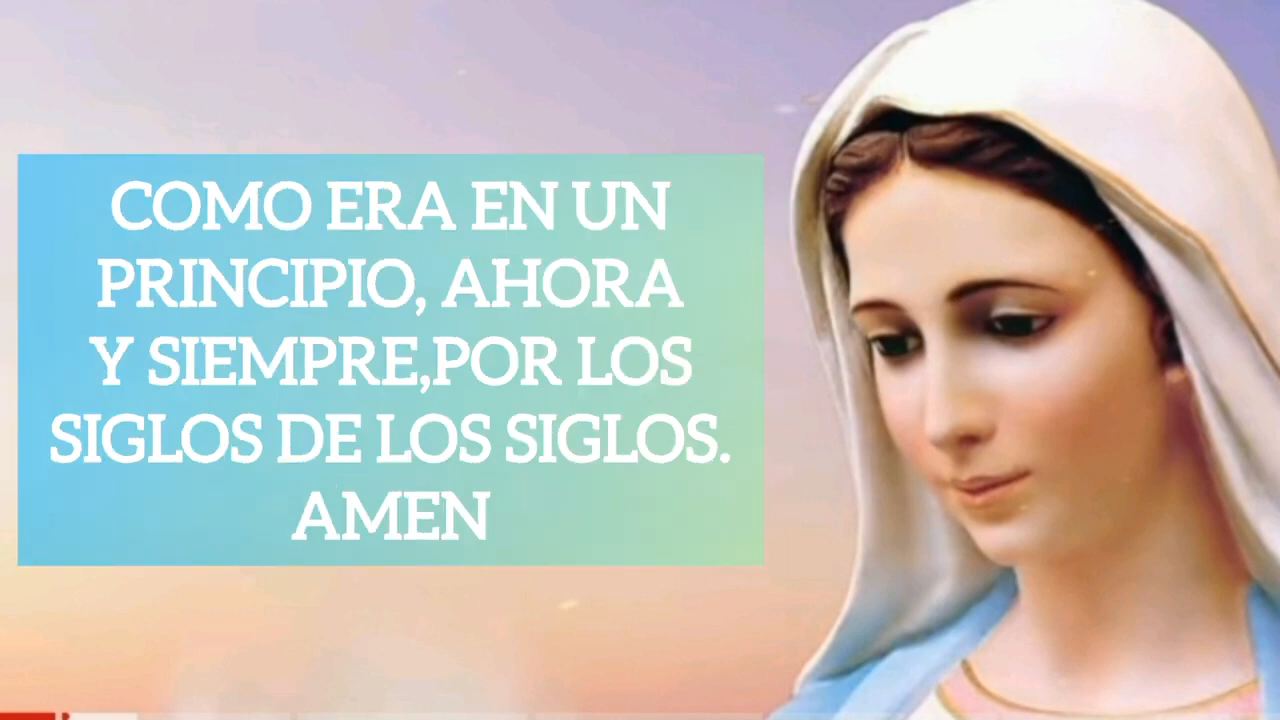 COMO ERA EN UN
PRINCIPIO, AHORA
Y SIEMPRE,POR LOS
SIGLOS DE LOS SIGLOS.
AMEN